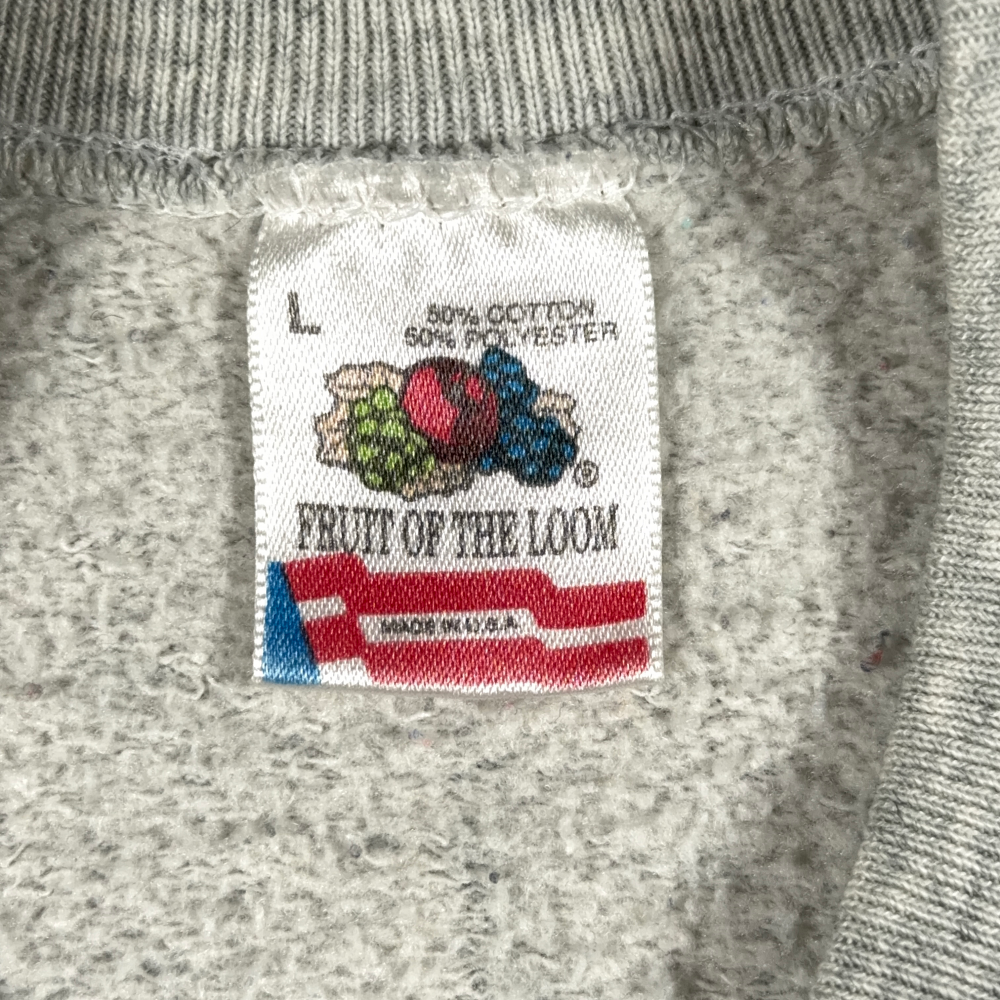 L
50% COTTON
50% POLYESTER
®
FRUIT OF THE LOOM
MADE IN U.S.A